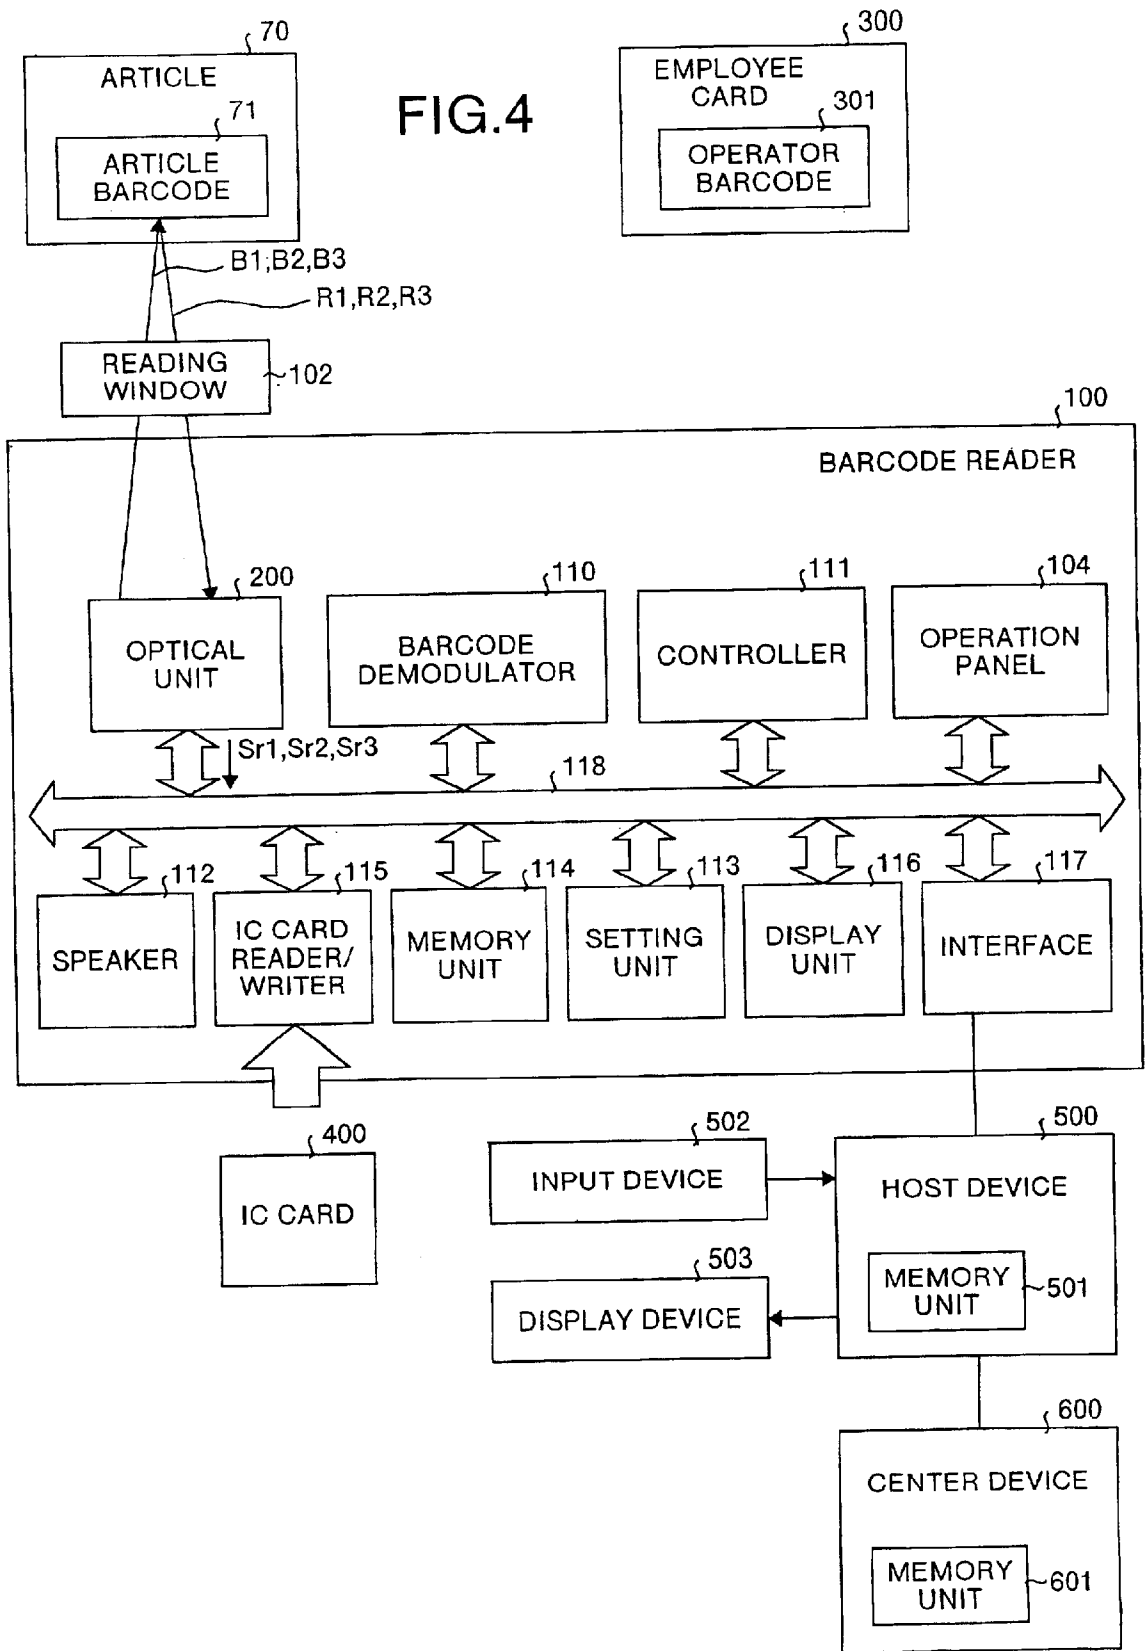 70
ARTICLE
71
ARTICLE
BARCODE
FIG.4
300
EMPLOYEE
CARD
301
OPERATOR
BARCODE
B1,B2,B3
R1,R2,R3
READING
WINDOW
102
100
BARCODE READER
200
OPTICAL
UNIT
110
BARCODE
DEMODULATOR
111
CONTROLLER
104
OPERATION
PANEL
Sr1,Sr2,Sr3
118
112
SPEAKER
115
IC CARD
READER/
WRITER
114
MEMORY
UNIT
113
SETTING
UNIT
116
DISPLAY
UNIT
117
INTERFACE
400
IC CARD
502
INPUT DEVICE
503
DISPLAY DEVICE
500
HOST DEVICE
MEMORY
UNIT
501
600
CENTER DEVICE
MEMORY
UNIT
601